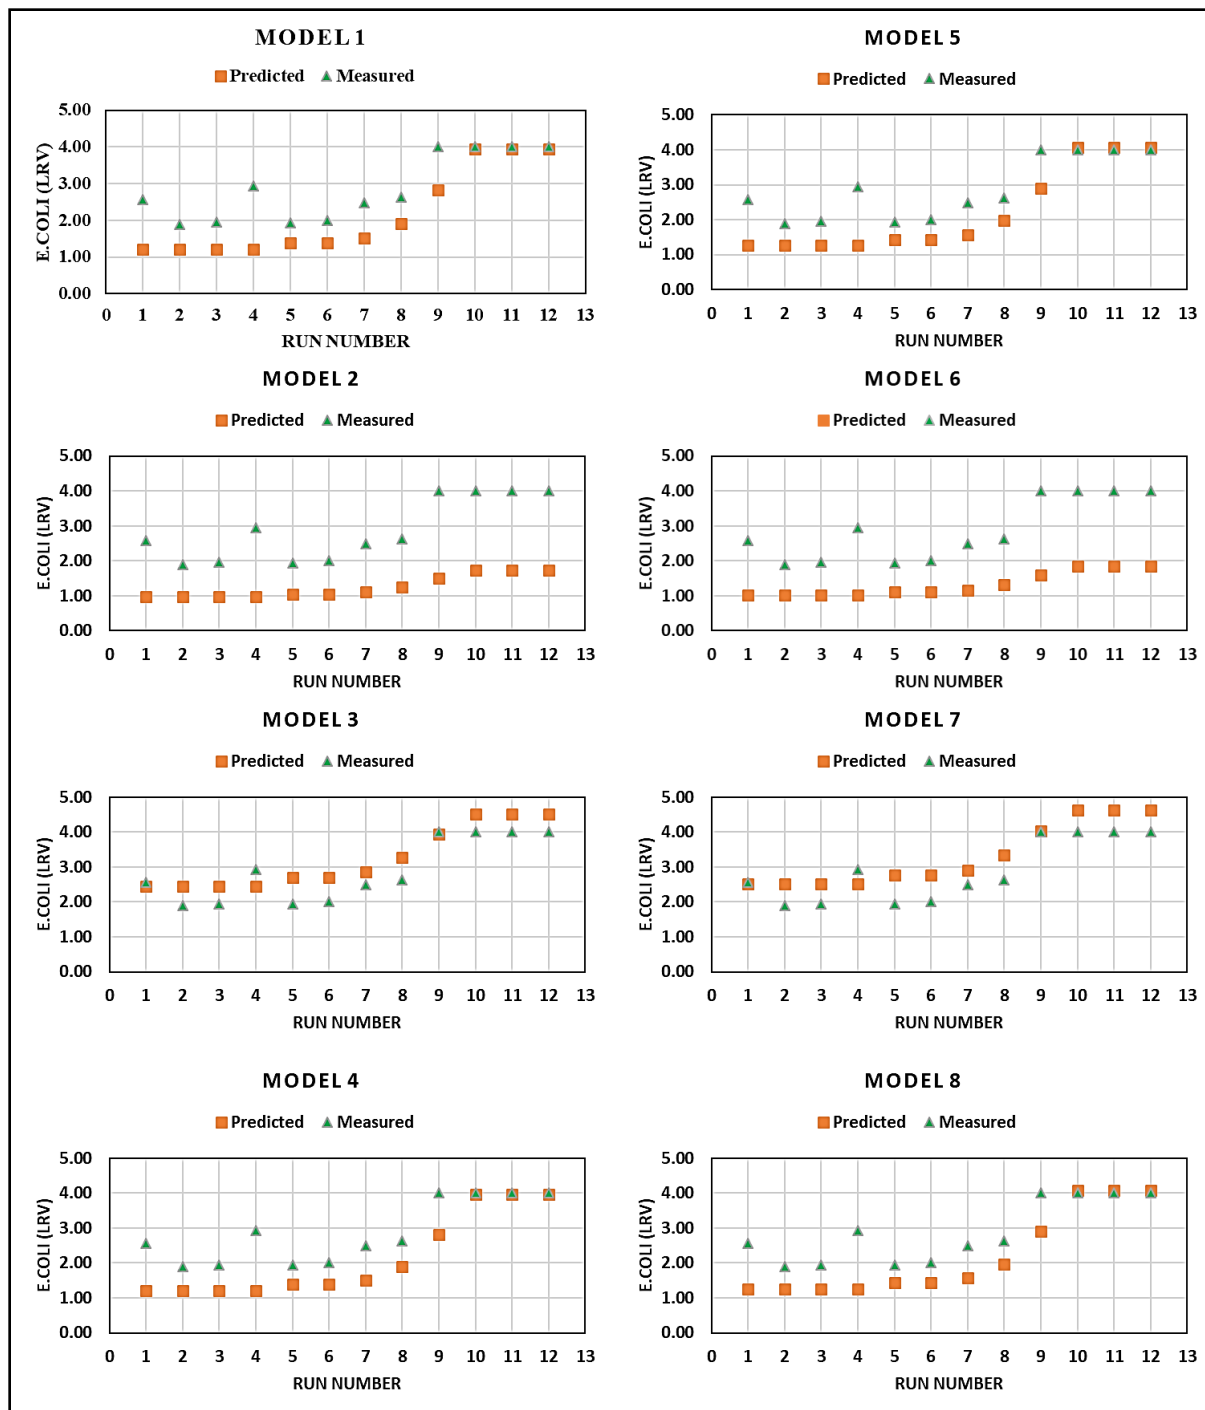 MODEL 1
Predicted Measured
5.00
4.00
3.00
2.00
1.00
0.00
E.COLI (LRV)
0 1 2 3 4 5 6 7 8 9 10 11 12 13
RUN NUMBER
MODEL 5
Predicted Measured
5.00
4.00
3.00
2.00
1.00
0.00
E.COLI (LRV)
0 1 2 3 4 5 6 7 8 9 10 11 12 13
RUN NUMBER
MODEL 2
Predicted Measured
5.00
4.00
3.00
2.00
1.00
0.00
E.COLI (LRV)
0 1 2 3 4 5 6 7 8 9 10 11 12 13
RUN NUMBER
MODEL 6
Predicted Measured
5.00
4.00
3.00
2.00
1.00
0.00
E.COLI (LRV)
0 1 2 3 4 5 6 7 8 9 10 11 12 13
RUN NUMBER
MODEL 3
Predicted Measured
5.00
4.00
3.00
2.00
1.00
0.00
E.COLI (LRV)
0 1 2 3 4 5 6 7 8 9 10 11 12 13
RUN NUMBER
MODEL 7
Predicted Measured
5.00
4.00
3.00
2.00
1.00
0.00
E.COLI (LRV)
0 1 2 3 4 5 6 7 8 9 10 11 12 13
RUN NUMBER
MODEL 4
Predicted Measured
5.00
4.00
3.00
2.00
1.00
0.00
E.COLI (LRV)
0 1 2 3 4 5 6 7 8 9 10 11 12 13
RUN NUMBER
MODEL 8
Predicted Measured
5.00
4.00
3.00
2.00
1.00
0.00
E.COLI (LRV)
0 1 2 3 4 5 6 7 8 9 10 11 12 13
RUN NUMBER